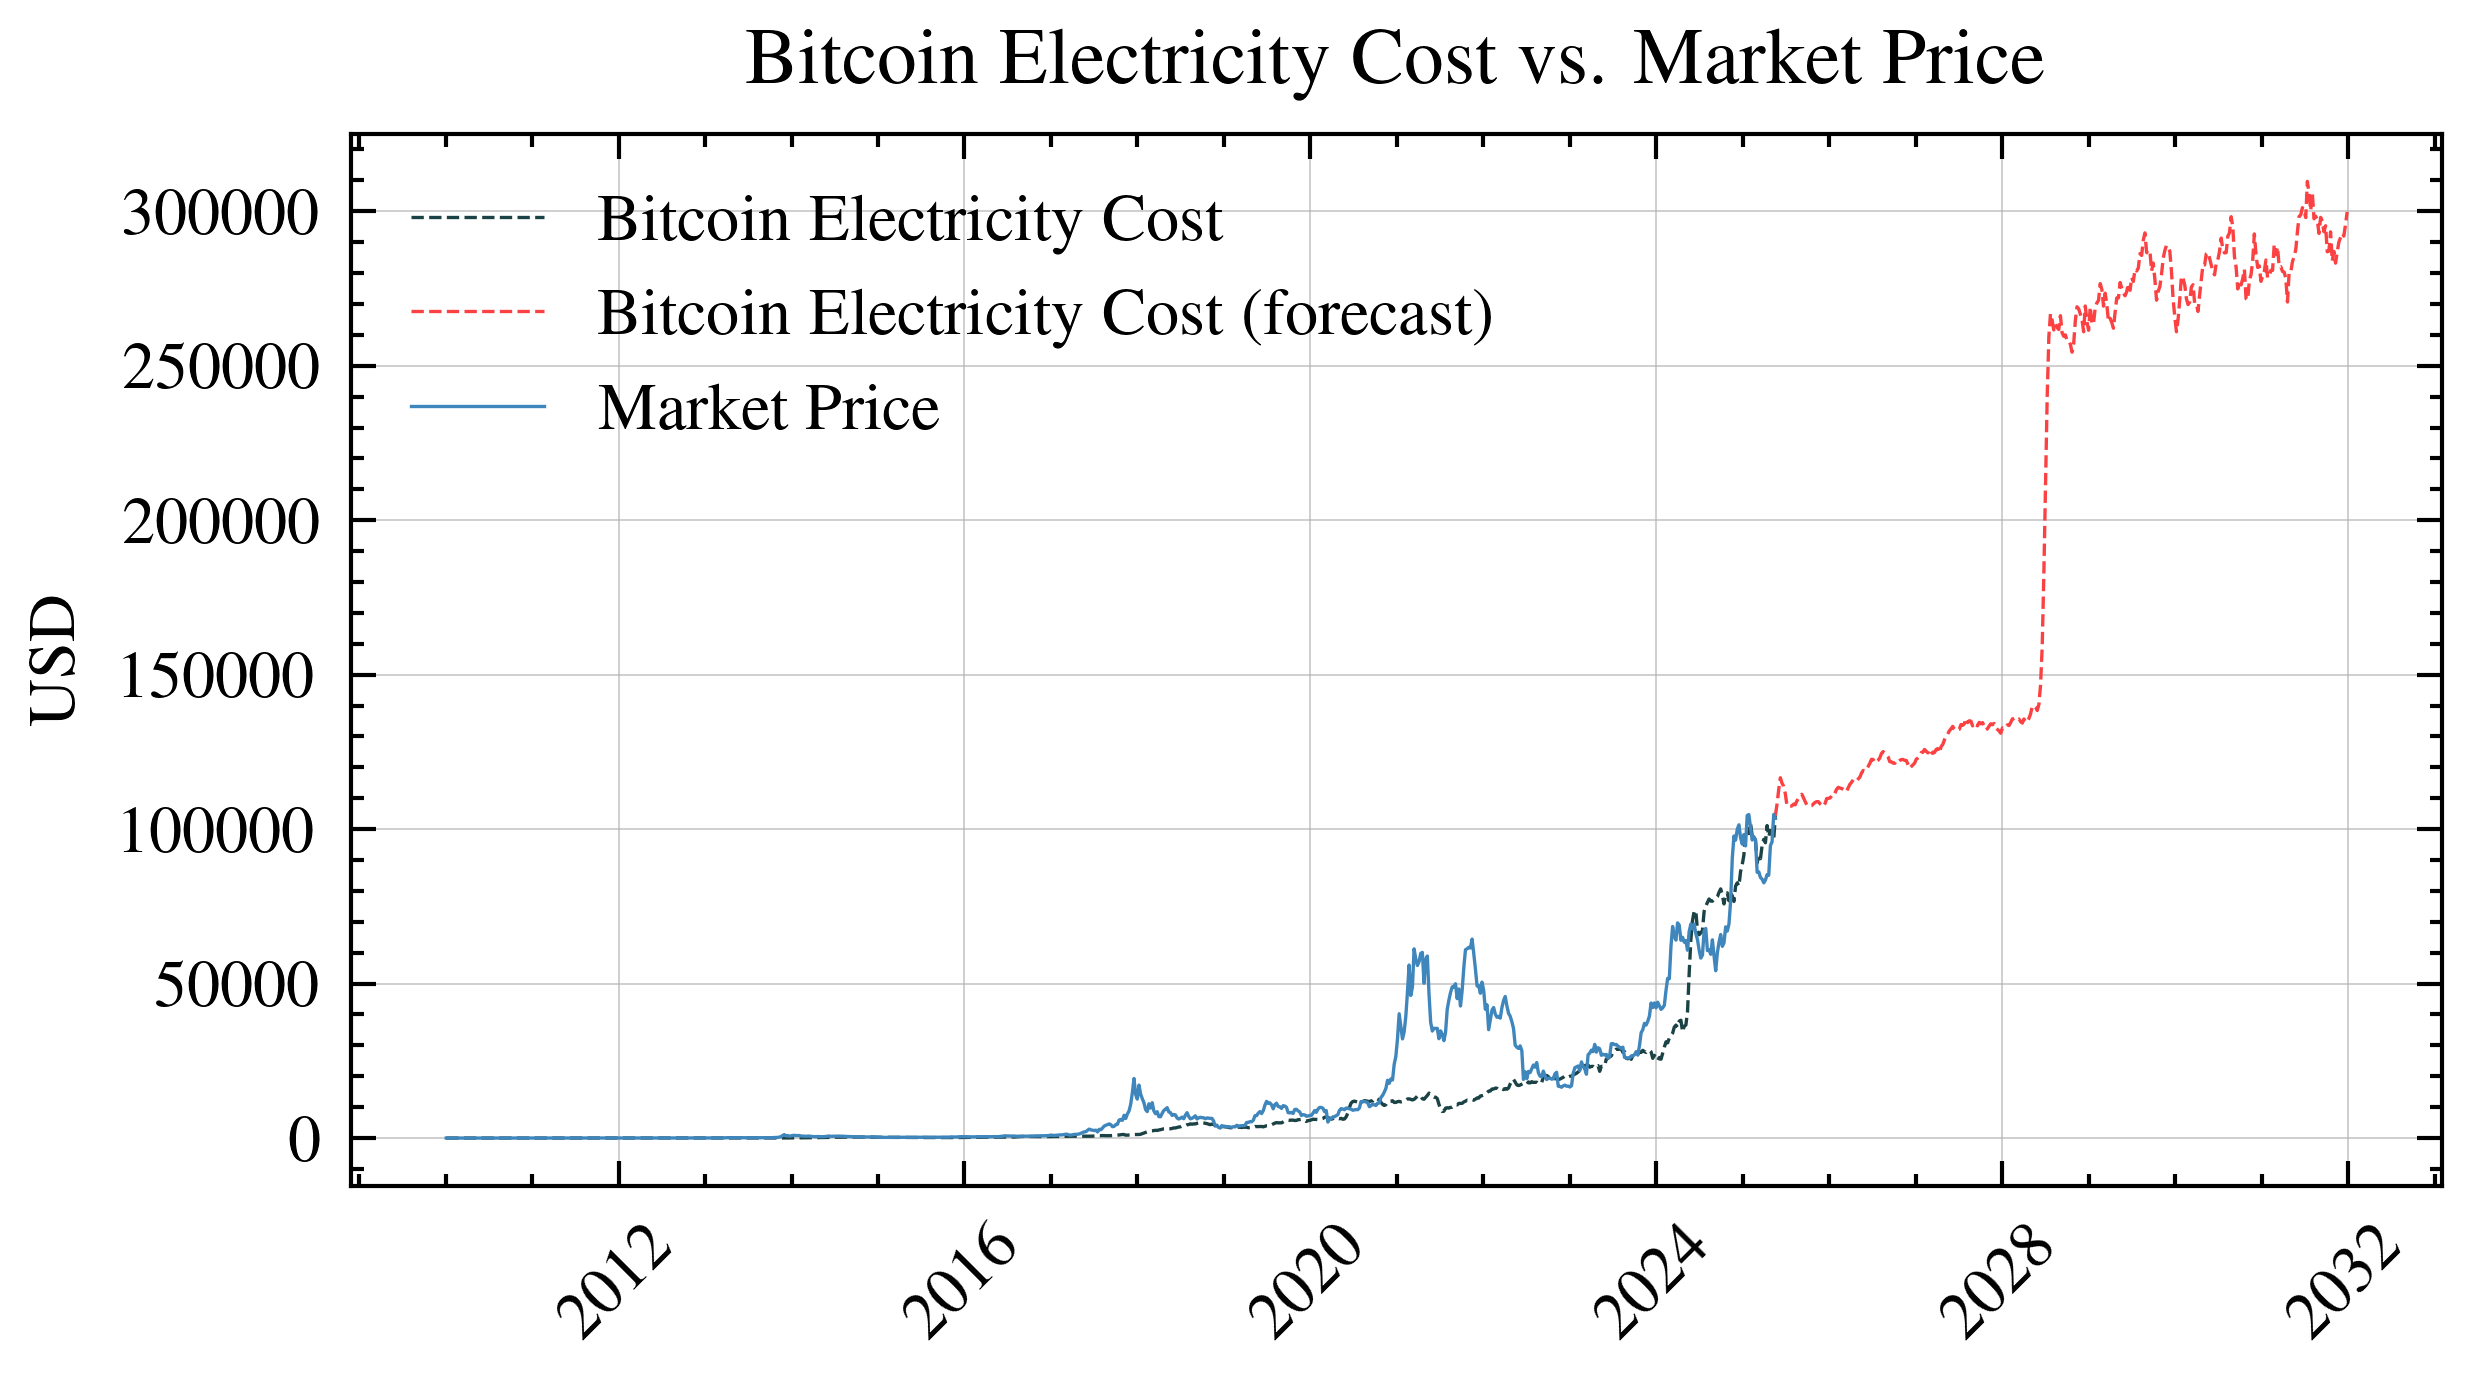 Bitcoin Electricity Cost vs. Market Price
Bitcoin Electricity Cost
Bitcoin Electricity Cost (forecast)
Market Price
USD
300000
250000
200000
150000
100000
50000
0
2012
2016
2020
2024
2028
2032